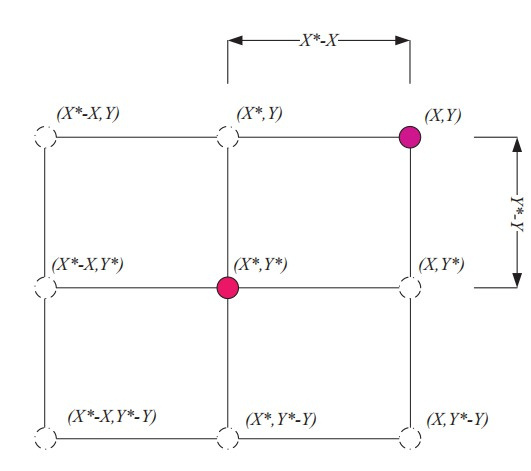 X*-X
(X*-X,Y)
(X*,Y)
(X,Y)
Y*-Y
(X*-X,Y*)
(X*,Y*)
(X,Y*)
(X*-X,Y*-Y)
(X*,Y*-Y)
(X,Y*-Y)